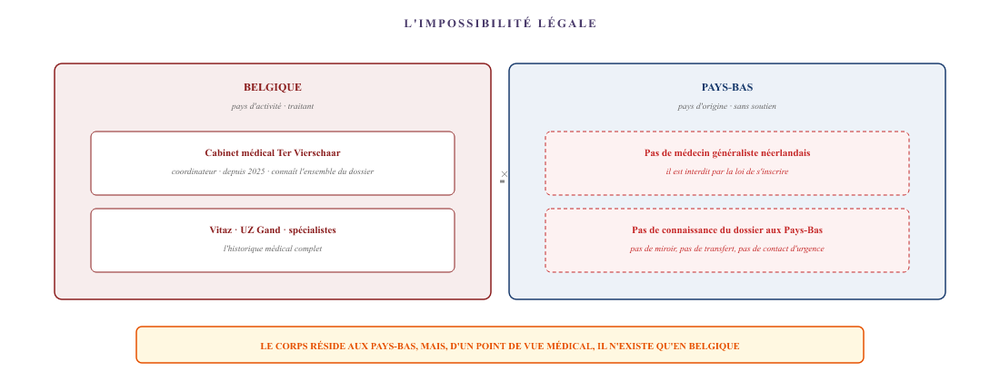 L'IMPOSSIBILITÉ LÉGALE
BELGIQUE
pays d'activité · traitant
Cabinet médical Ter Vierschaar
coordinateur · depuis 2025 · connaît l'ensemble du dossier
Vitaz · UZ Gand · spécialistes
l'historique médical complet
PAYS-BAS
pays d'origine · sans soutien
Pas de médecin généraliste néerlandais
il est interdit par la loi de s'inscrire
Pas de connaissance du dossier aux Pays-Bas
pas de miroir, pas de transfert, pas de contact d'urgence
LE CORPS RÉSIDE AUX PAYS-BAS, MAIS, D'UN POINT DE VUE MÉDICAL, IL N'EXISTE QU'EN BELGIQUE